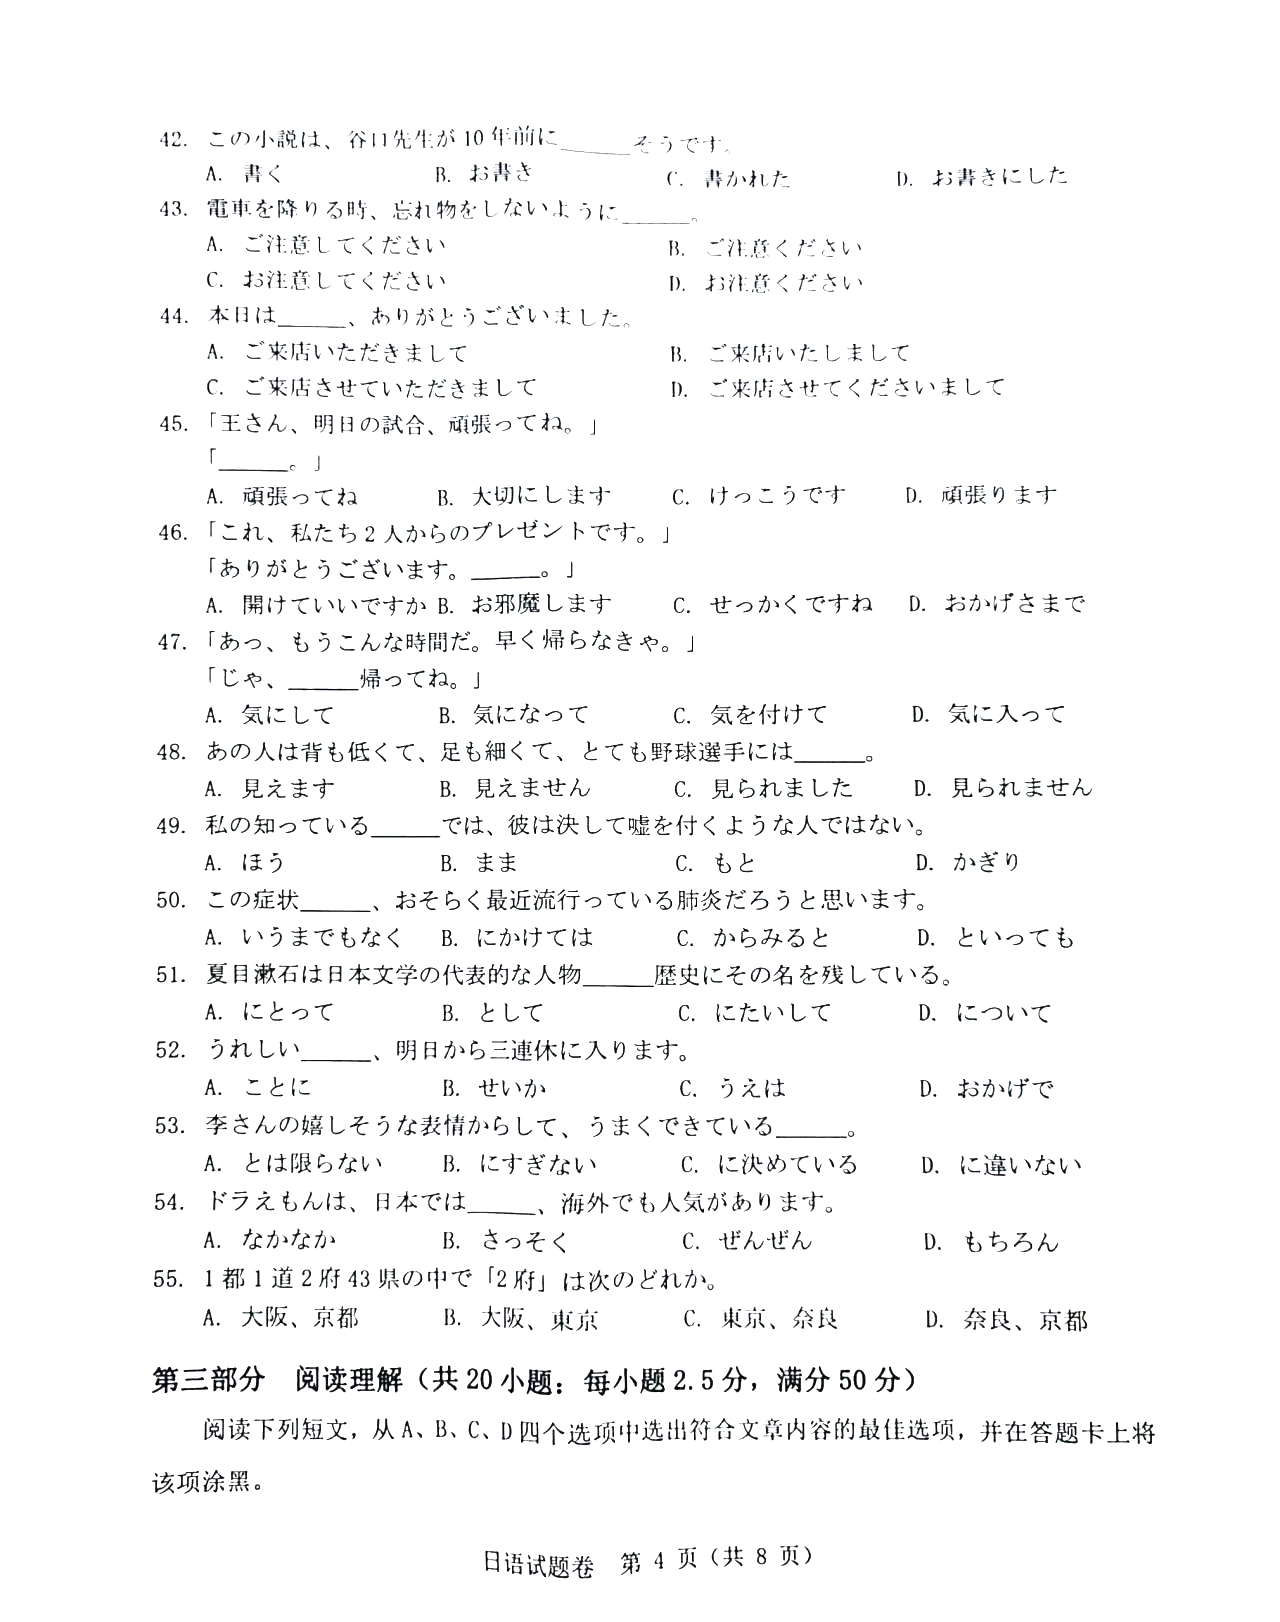 42. この小説は、谷口先生が10年前に______そうです。
A. 書く B. お書き C. 書かれた D. お書きにした
43. 電車を降りる時、忘れ物をしないように______。
A. ご注意してください B. ご注意ください
C. お注意してください D. お注意ください
44. 本日は______、ありがとうございました。
A. ご来店いただきまして B. ご来店いたしまして
C. ご来店させていただきまして D. ご来店させてくださいまして
45. 「王さん、明日の試合、頑張ってね。」
「______。」
A. 頑張ってね B. 大切にします C. けっこうです D. 頑張ります
46. 「これ、私たち2人からのプレゼントです。」
「ありがとうございます。______。」
A. 開けていいですか B. お邪魔します C. せっかくですね D. おかげさまで
47. 「あっ、もうこんな時間だ。早く帰らなきゃ。」
「じゃ、______帰ってね。」
A. 気にして B. 気になって C. 気を付けて D. 気に入って
48. あの人は背も低くて、足も細くて、とても野球選手には______。
A. 見えます B. 見えません C. 見られました D. 見られません
49. 私の知っている______では、彼は決して嘘を付くような人ではない。
A. ほう B. まま C. もと D. かぎり
50. この症状______、おそらく最近流行っている肺炎だろうと思います。
A. いうまでもなく B. にかけては C. からみると D. といっても
51. 夏目漱石は日本文学の代表的な人物______歴史にその名を残している。
A. にとって B. として C. にたいして D. について
52. うれしい______、明日から三連休に入ります。
A. ことに B. せいか C. うえは D. おかげで
53. 李さんの嬉しそうな表情からして、うまくできている______。
A. とは限らない B. にすぎない C. に決めている D. に違いない
54. ドラえもんは、日本では______、海外でも人気があります。
A. なかなか B. さっそく C. ぜんぜん D. もちろん
55. 1都1道2府43県の中で「2府」は次のどれか。
A. 大阪、京都 B. 大阪、東京 C. 東京、奈良 D. 奈良、京都
第三部分 阅读理解（共20小题：每小题2.5分，满分50分）
阅读下列短文，从A、B、C、D四个选项中选出符合文章内容的最佳选项，并在答题卡上将
该项涂黑。
日语试题卷 第 4 页（共 8 页）